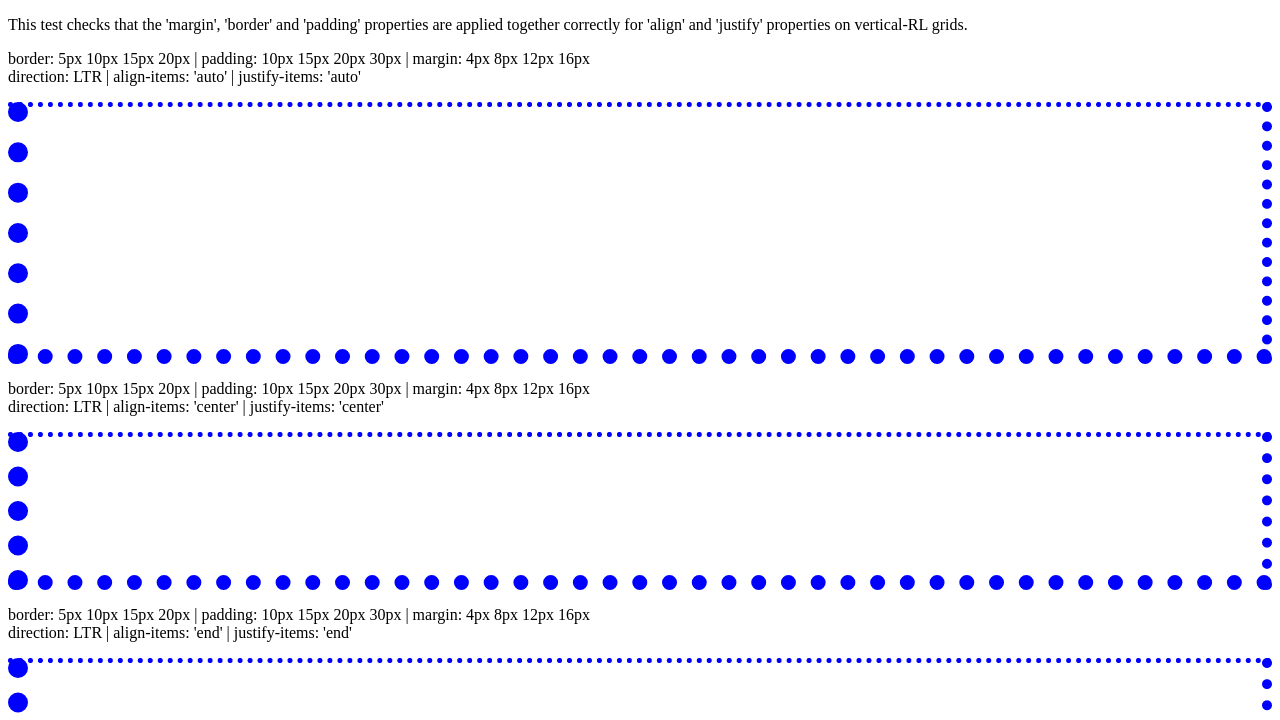 This test checks that the 'margin', 'border' and 'padding' properties are applied together correctly for 'align' and 'justify' properties on vertical-RL grids.
border: 5px 10px 15px 20px | padding: 10px 15px 20px 30px | margin: 4px 8px 12px 16px
direction: LTR | align-items: 'auto' | justify-items: 'auto'
border: 5px 10px 15px 20px | padding: 10px 15px 20px 30px | margin: 4px 8px 12px 16px
direction: LTR | align-items: 'center' | justify-items: 'center'
border: 5px 10px 15px 20px | padding: 10px 15px 20px 30px | margin: 4px 8px 12px 16px
direction: LTR | align-items: 'end' | justify-items: 'end'